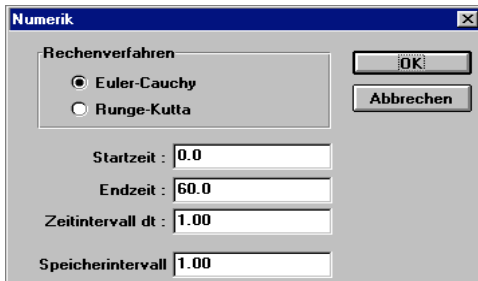 Numerik
Rechenverfahren
Euler-Cauchy
Runge-Kutta
OK
Abbrechen
Startzeit : 0.0
Endzeit : 60.0
Zeitintervall dt : 1.00
Speicherintervall 1.00